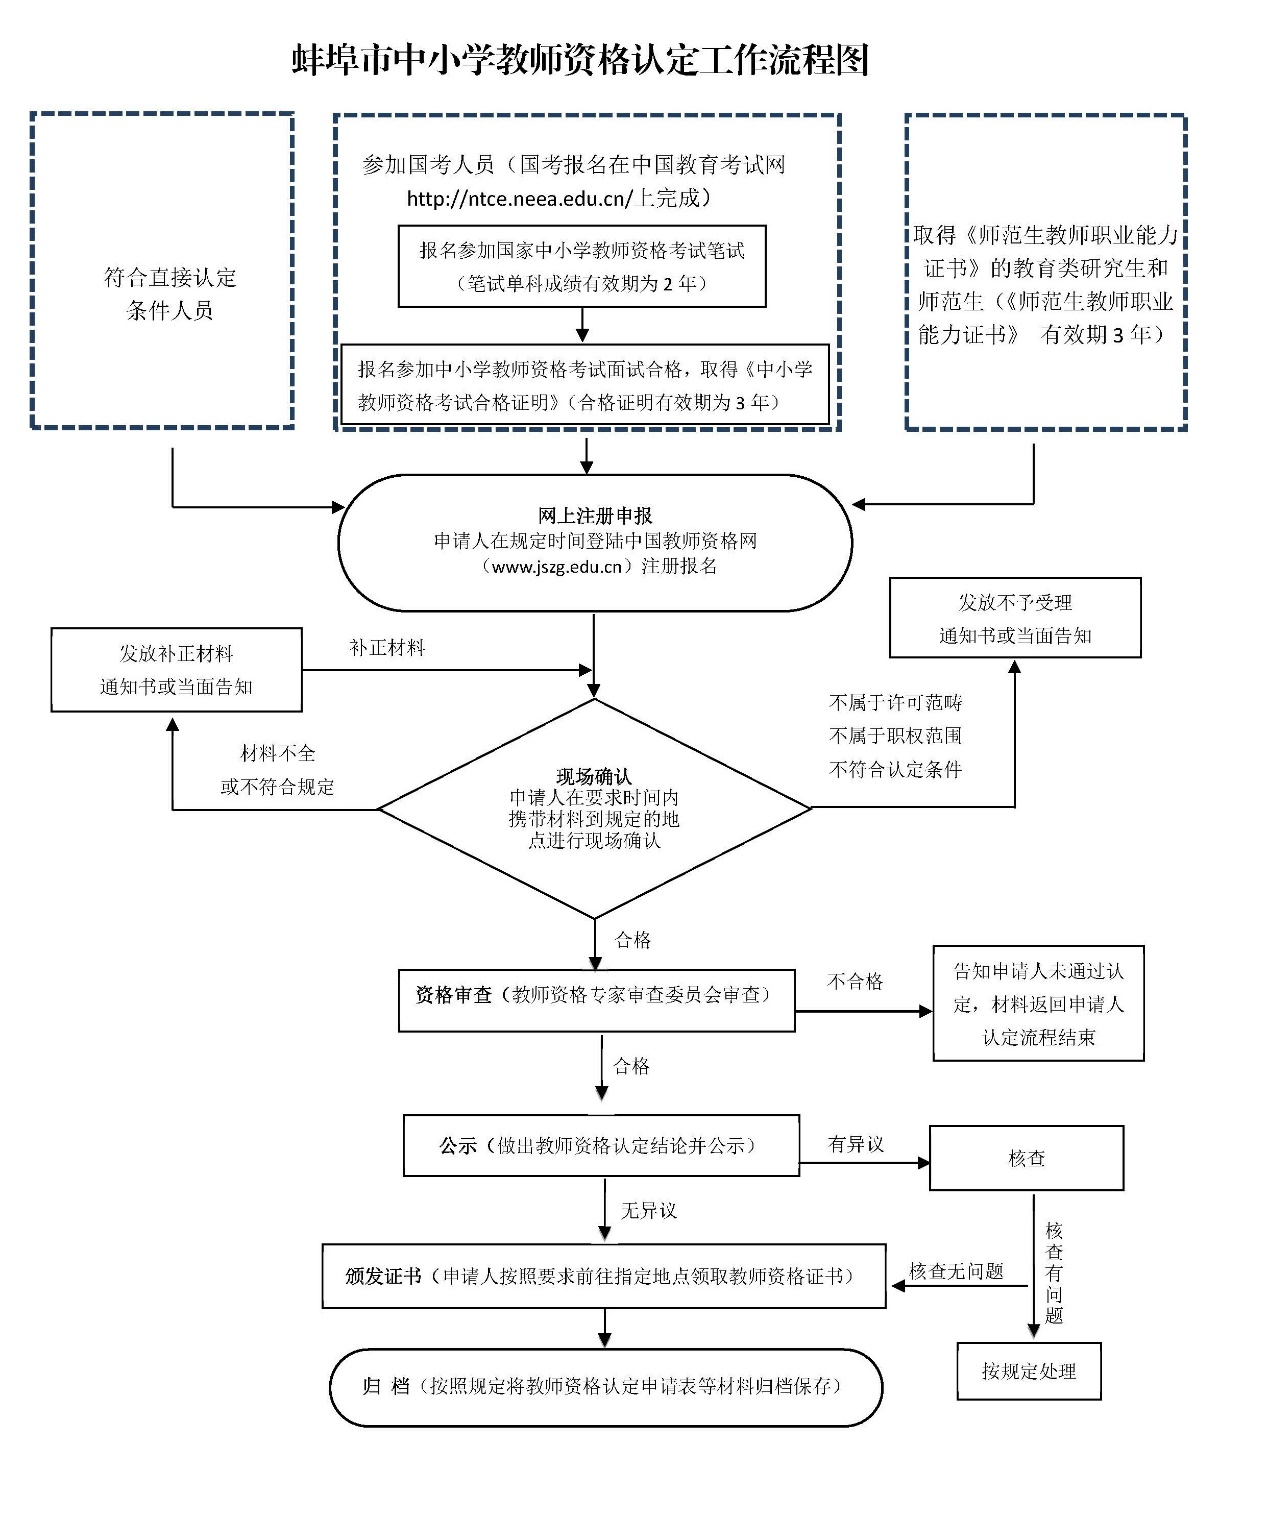 蚌埠市中小学教师资格认定工作流程图
符合直接认定
条件人员
参加国考人员（国考报名在中国教育考试网
http://ntce.neea.edu.cn/上完成）
报名参加国家中小学教师资格考试笔试
（笔试单科成绩有效期为 2 年）
报名参加中小学教师资格考试面试合格，取得《中小学
教师资格考试合格证明》（合格证明有效期为 3 年）
取得《师范生教师职业能力
证书》的教育类研究生和
师范生（《师范生教师职业
能力证书》 有效期 3 年）
网上注册申报
申请人在规定时间登陆中国教师资格网
（www.jszg.edu.cn）注册报名
发放不予受理
通知书或当面告知
发放补正材料
通知书或当面告知
补正材料
材料不全
或不符合规定
不属于许可范畴
不属于职权范围
不符合认定条件
现场确认
申请人在要求时间内
携带材料到规定的地
点进行现场确认
合格
资格审查（教师资格专家审查委员会审查）
不合格
告知申请人未通过认
定，材料返回申请人
认定流程结束
合格
公示（做出教师资格认定结论并公示）
有异议
核查
无异议
核查有问题
颁发证书（申请人按照要求前往指定地点领取教师资格证书）
核查无问题
按规定处理
归 档（按照规定将教师资格认定申请表等材料归档保存）